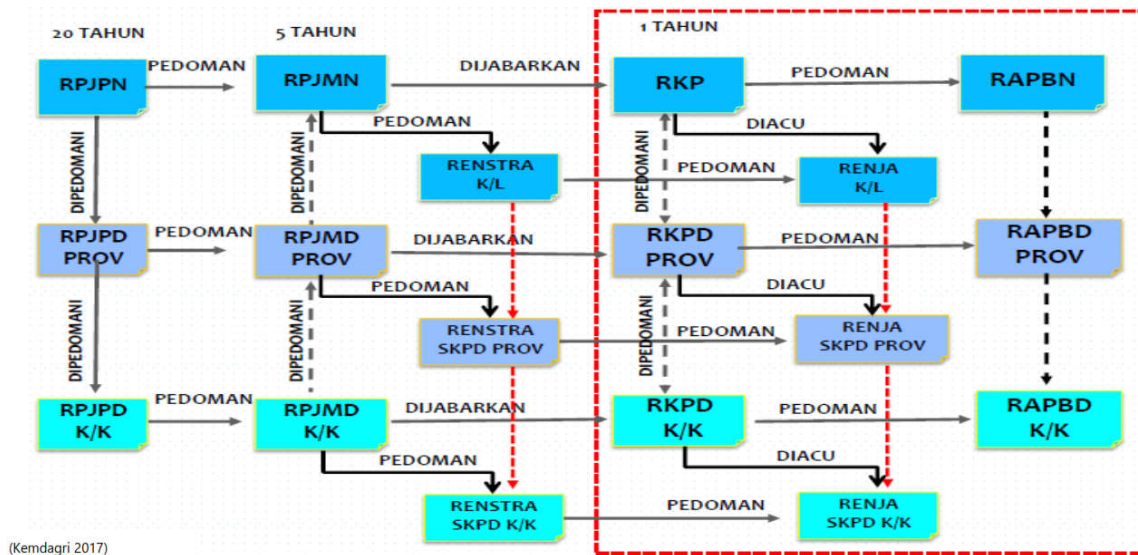 20 TAHUN
5 TAHUN
1 TAHUN
RPJPN
PEDOMAN
RPJMN
DIJABARKAN
RKP
PEDOMAN
RAPBN
DIPEDOMANI
DIPEDOMANI
PEDOMAN
RENSTRA
K/L
PEDOMAN
DIPEDOMANI
DIACU
RENJA
K/L
RPJPD
PROV
PEDOMAN
RPJMD
PROV
DIJABARKAN
RKPD
PROV
PEDOMAN
RAPBD
PROV
DIPEDOMANI
DIPEDOMANI
PEDOMAN
RENSTRA
SKPD PROV
PEDOMAN
DIPEDOMANI
DIACU
RENJA
SKPD PROV
RPJPD
K/K
PEDOMAN
RPJMD
K/K
DIJABARKAN
RKPD
K/K
PEDOMAN
RAPBD
K/K
PEDOMAN
RENSTRA
SKPD K/K
PEDOMAN
DIACU
RENJA
SKPD K/K
(Kemdagri 2017)